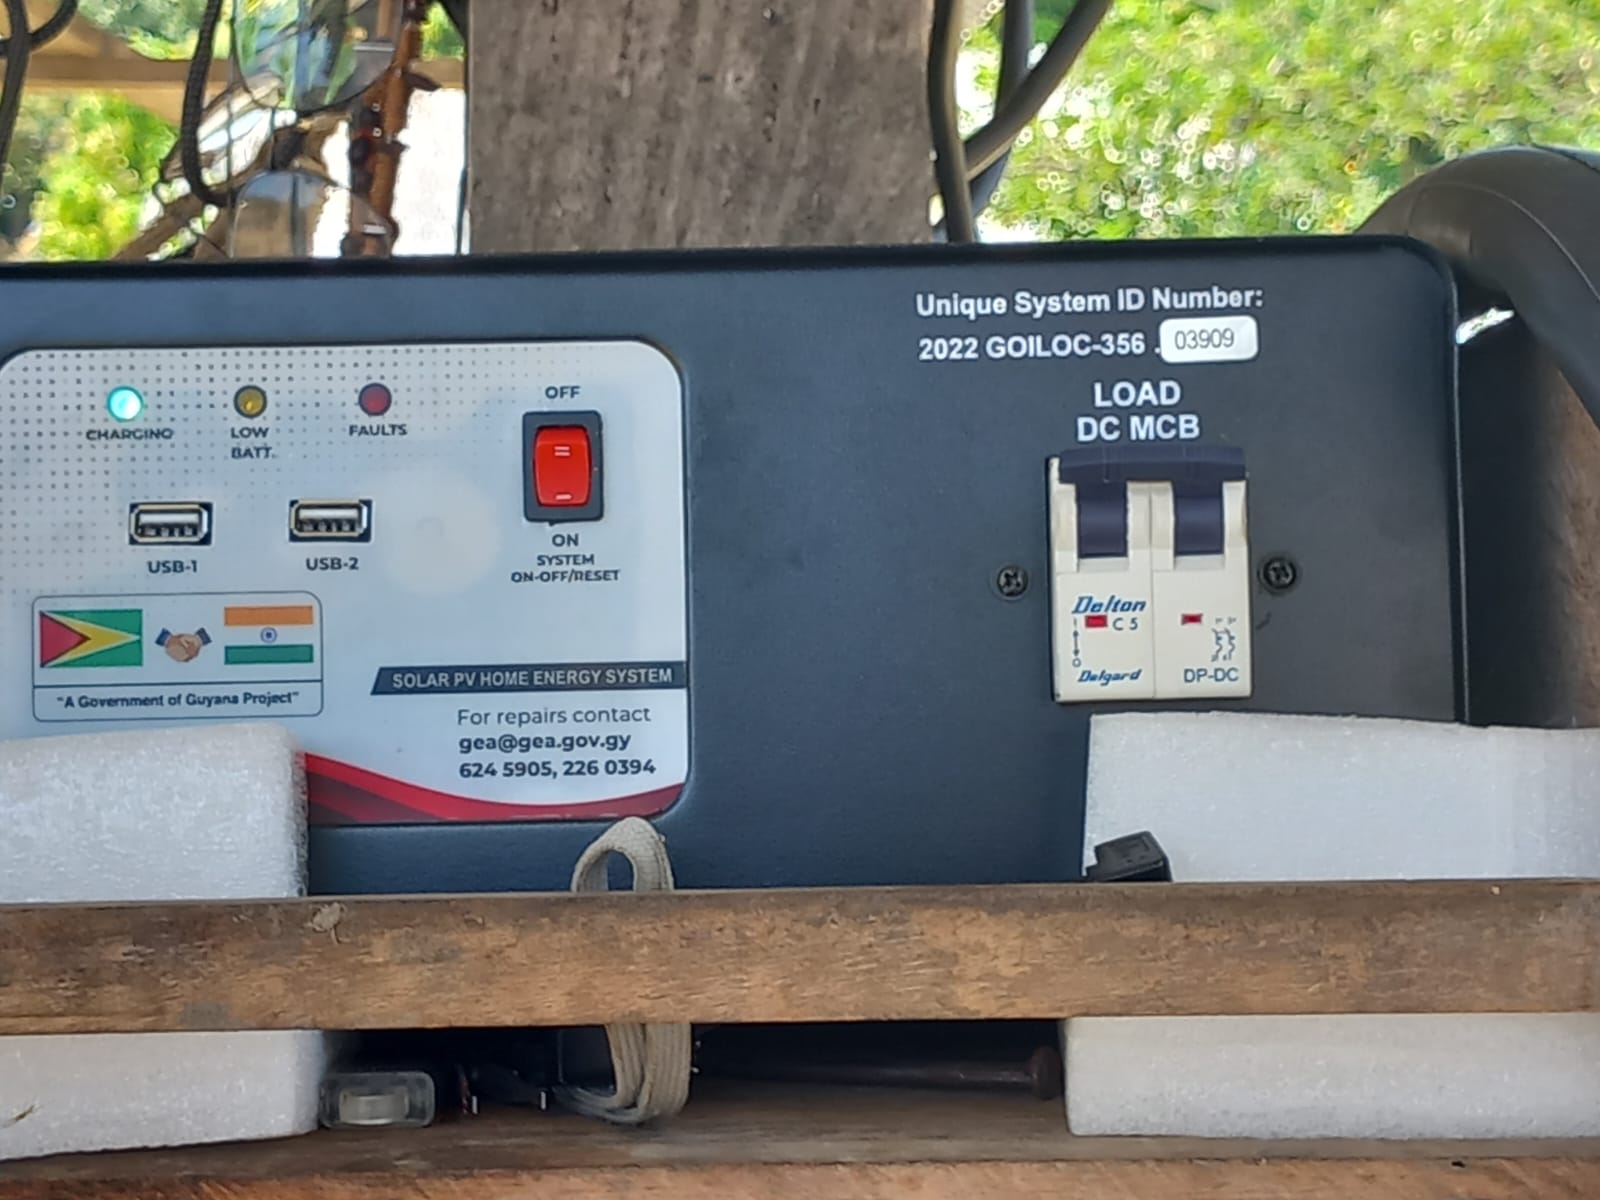 Unique System ID Number:
2022 GOILOC-356 . 03909
LOAD
DC MCB
CHARGING
LOW
BATT.
FAULTS
OFF
ON
SYSTEM
ON-OFF/RESET
USB-1
USB-2
"A Government of Guyana Project"
SOLAR PV HOME ENERGY SYSTEM
For repairs contact
gea@gea.gov.gy
624 5905, 226 0394
Delton
C 5
Delgard
DP-DC